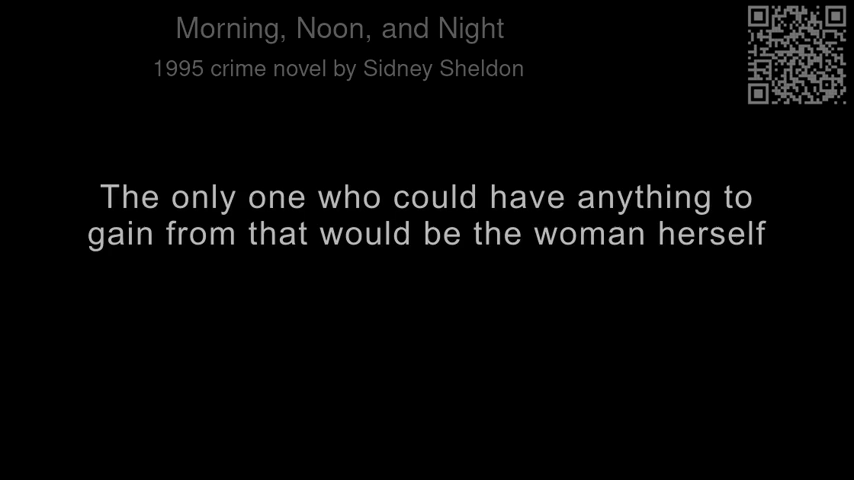 Morning, Noon, and Night
1995 crime novel by Sidney Sheldon
The only one who could have anything to
gain from that would be the woman herself